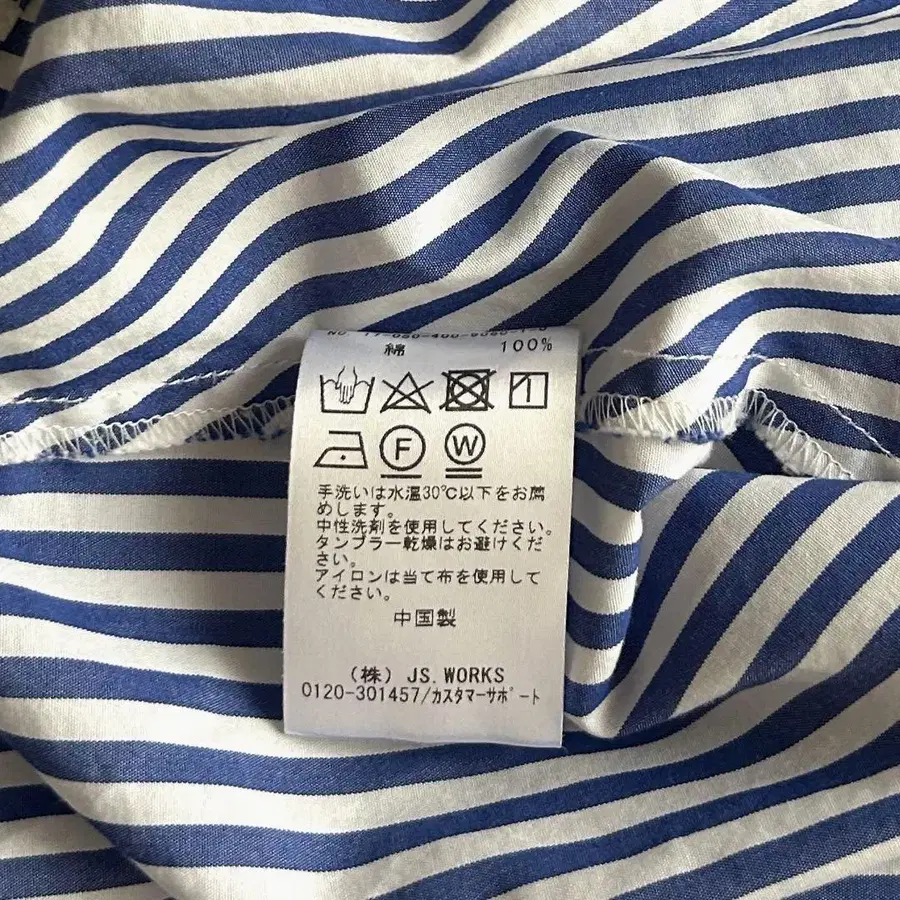 綿 100%
F W
手洗いは水温30℃以下をお薦
めします。
中性洗剤を使用してください。
タンブラー乾燥はお避けくだ
さい。
アイロンは当て布を使用して
ください。
中国製
(株) JS.WORKS
0120-301457/ｶｽﾀﾏｰｻﾎﾟｰﾄ